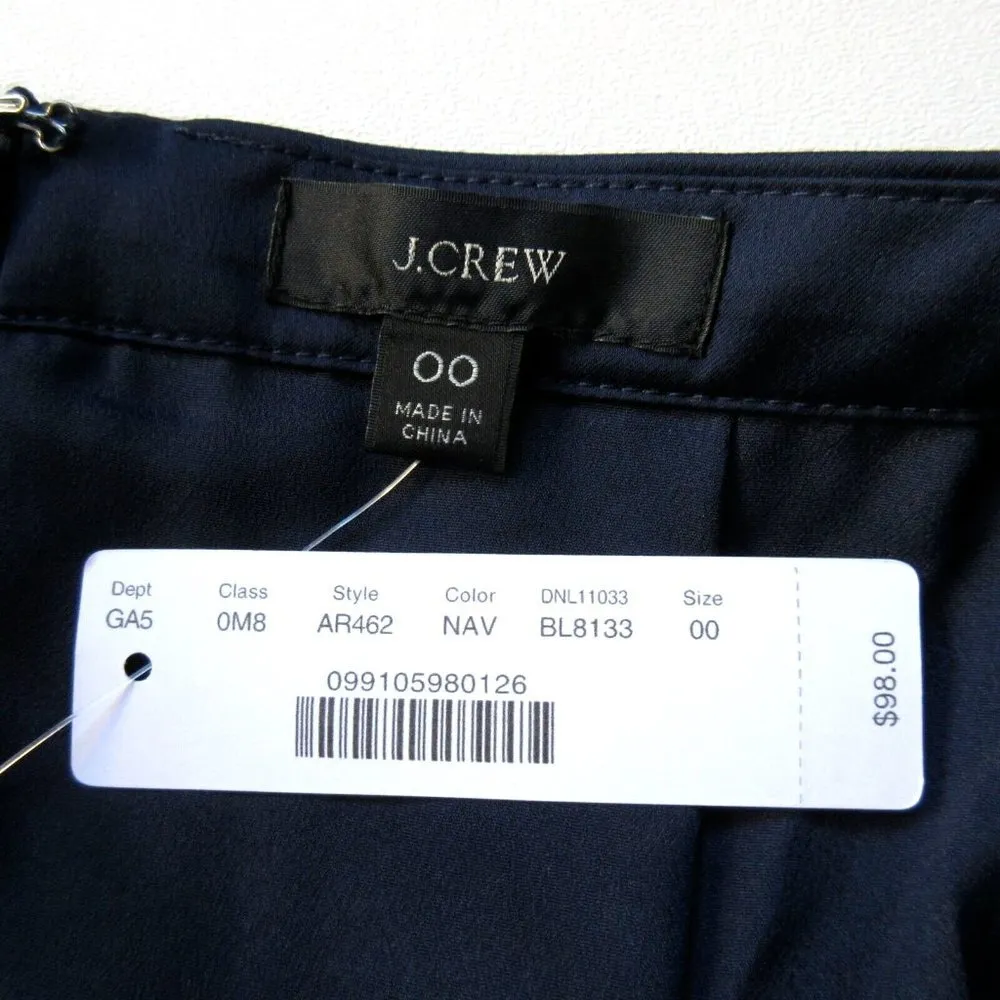 J.CREW
00
MADE IN
CHINA
Dept Class Style Color DNL11033 Size
GA5 0M8 AR462 NAV BL8133 00
099105980126
$98.00